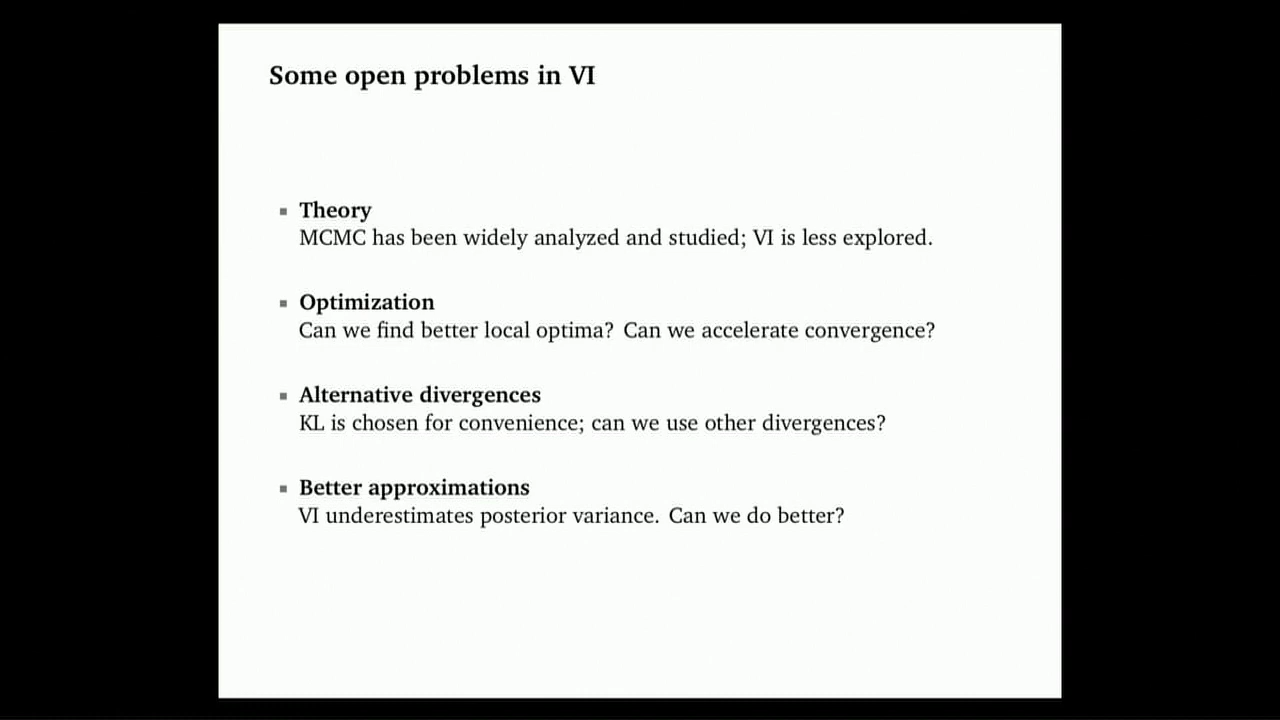 Some open problems in VI
Theory
MCMC has been widely analyzed and studied; VI is less explored.
Optimization
Can we find better local optima? Can we accelerate convergence?
Alternative divergences
KL is chosen for convenience; can we use other divergences?
Better approximations
VI underestimates posterior variance. Can we do better?